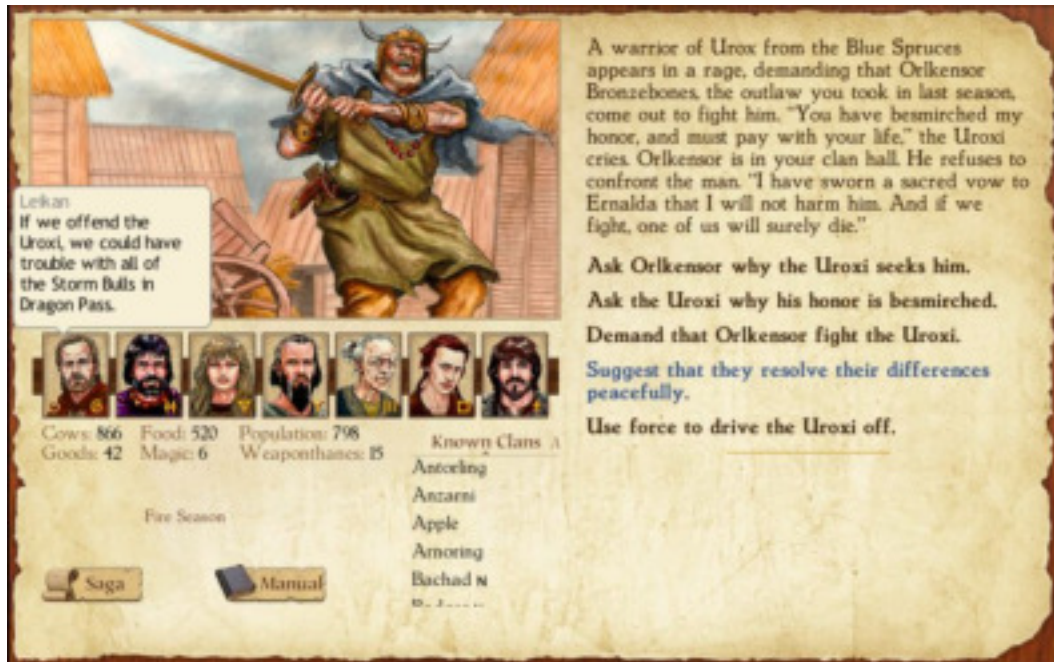 A warrior of Urox from the Blue Spruces
appears in a rage, demanding that Orlkensor
Bronzebones, the outlaw you took in last season,
come out to fight him. "You have besmirched my
honor, and must pay with your life," the Uroxi
cries. Orlkensor is in your clan hall. He refuses to
confront the man. "I have sworn a sacred vow to
Ernalda that I will not harm him. And if we
fight, one of us will surely die."
Ask Orlkensor why the Uroxi seeks him.
Ask the Uroxi why his honor is besmirched.
Demand that Orlkensor fight the Uroxi.
Suggest that they resolve their differences
peacefully.
Use force to drive the Uroxi off.
Leikan
If we offend the
Uroxi, we could have
trouble with all of
the Storm Bulls in
Dragon Pass.
Cows: 866 Food: 520 Population: 798
Goods: 42 Magic: 6 Weaponthanes: 15
Fire Season
Saga
Manual
Known Clans
Antorling
Anzarni
Apple
Arnoring
Bachad N